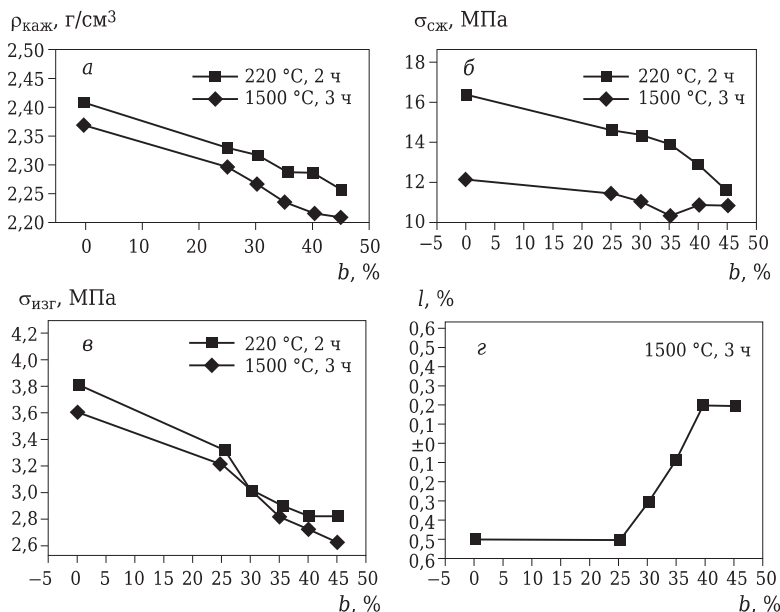 ρкаж, г/см3
а
220 °С, 2 ч
1500 °С, 3 ч
2,50
2,40
2,40
2,35
2,30
2,25
2,20
0 10 20 30 40 50
b, %
σсж, МПа
б
220 °С, 2 ч
1500 °С, 3 ч
18
16
14
12
10
–5 0 5 10 15 15 20 30 35 40 45 50
b, %
σизг, МПа
в
220 °С, 2 ч
1500 °С, 3 ч
4,2
4,0
3,8
3,4
3,2
3,0
2,8
2,6
–5 0 5 10 15 20 25 30 35 40 45 50
b, %
l, %
г
1500 °С, 3 ч
0,6
0,5
0,4
0,3
0,2
0,1
±0
0,1
0,2
0,3
0,4
0,5
0,6
–5 0 5 10 15 20 25 30 35 40 45 50
b, %